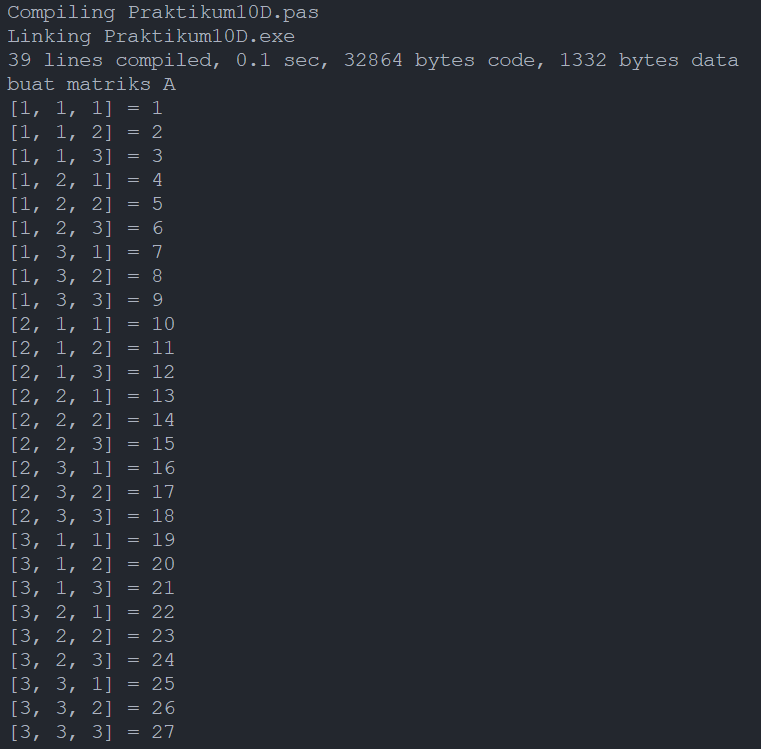 Compiling Praktikum10D.pas
Linking Praktikum10D.exe
39 lines compiled, 0.1 sec, 32864 bytes code, 1332 bytes data
buat matriks A
[1, 1, 1] = 1
[1, 1, 2] = 2
[1, 1, 3] = 3
[1, 2, 1] = 4
[1, 2, 2] = 5
[1, 2, 3] = 6
[1, 3, 1] = 7
[1, 3, 2] = 8
[1, 3, 3] = 9
[2, 1, 1] = 10
[2, 1, 2] = 11
[2, 1, 3] = 12
[2, 2, 1] = 13
[2, 2, 2] = 14
[2, 2, 3] = 15
[2, 3, 1] = 16
[2, 3, 2] = 17
[2, 3, 3] = 18
[3, 1, 1] = 19
[3, 1, 2] = 20
[3, 1, 3] = 21
[3, 2, 1] = 22
[3, 2, 2] = 23
[3, 2, 3] = 24
[3, 3, 1] = 25
[3, 3, 2] = 26
[3, 3, 3] = 27